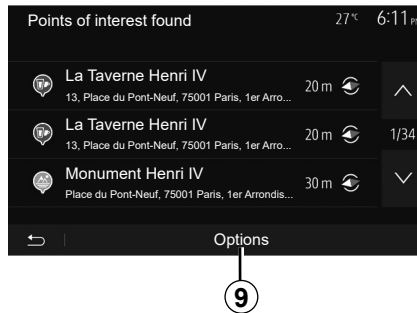 Points of interest found 27 °C 6:11 PM
La Taverne Henri IV
13, Place du Pont-Neuf, 75001 Paris, 1er Arro... 20 m
La Taverne Henri IV
13, Place du Pont-Neuf, 75001 Paris, 1er Arro... 20 m 1/34
Monument Henri IV
Place du Pont-Neuf, 75001 Paris, 1er Arrondis... 30 m
Options
9